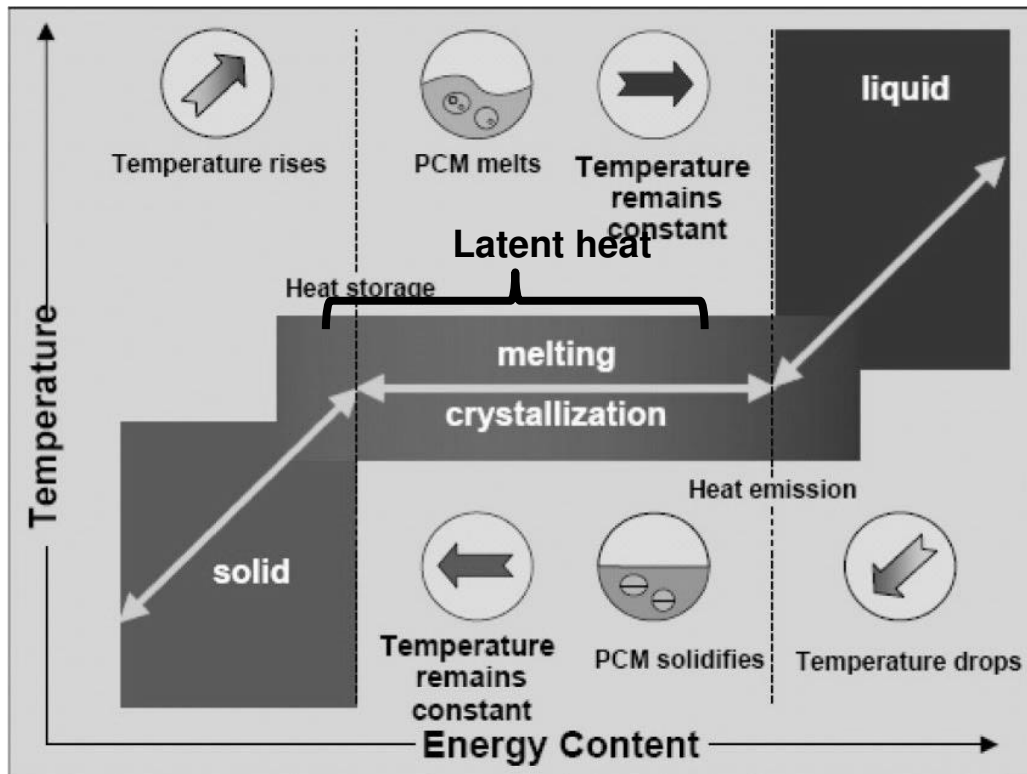 liquid
Temperature rises
PCM melts
Temperature
remains
constant
Latent heat
Heat storage
melting
crystallization
Temperature
Heat emission
solid
Temperature
remains
constant
PCM solidifies
Temperature drops
Energy Content